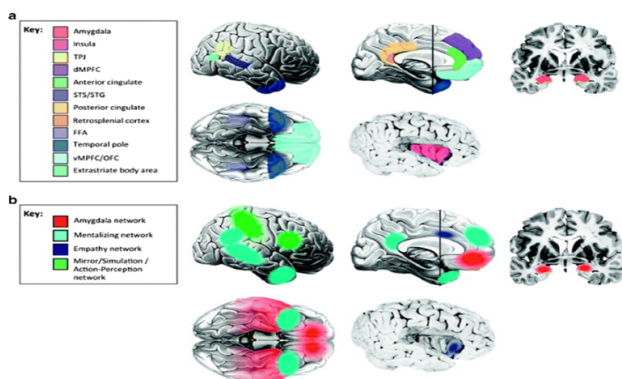 a
Key:
Amygdala
Insula
TPJ
dMPFC
Anterior cingulate
STS/STG
Posterior cingulate
Retrosplenial cortex
FFA
Temporal pole
vMPFC/OFC
Extrastriate body area
b
Key:
Amygdala network
Mentalizing network
Empathy network
Mirror/Simulation/
Action-Perception
network